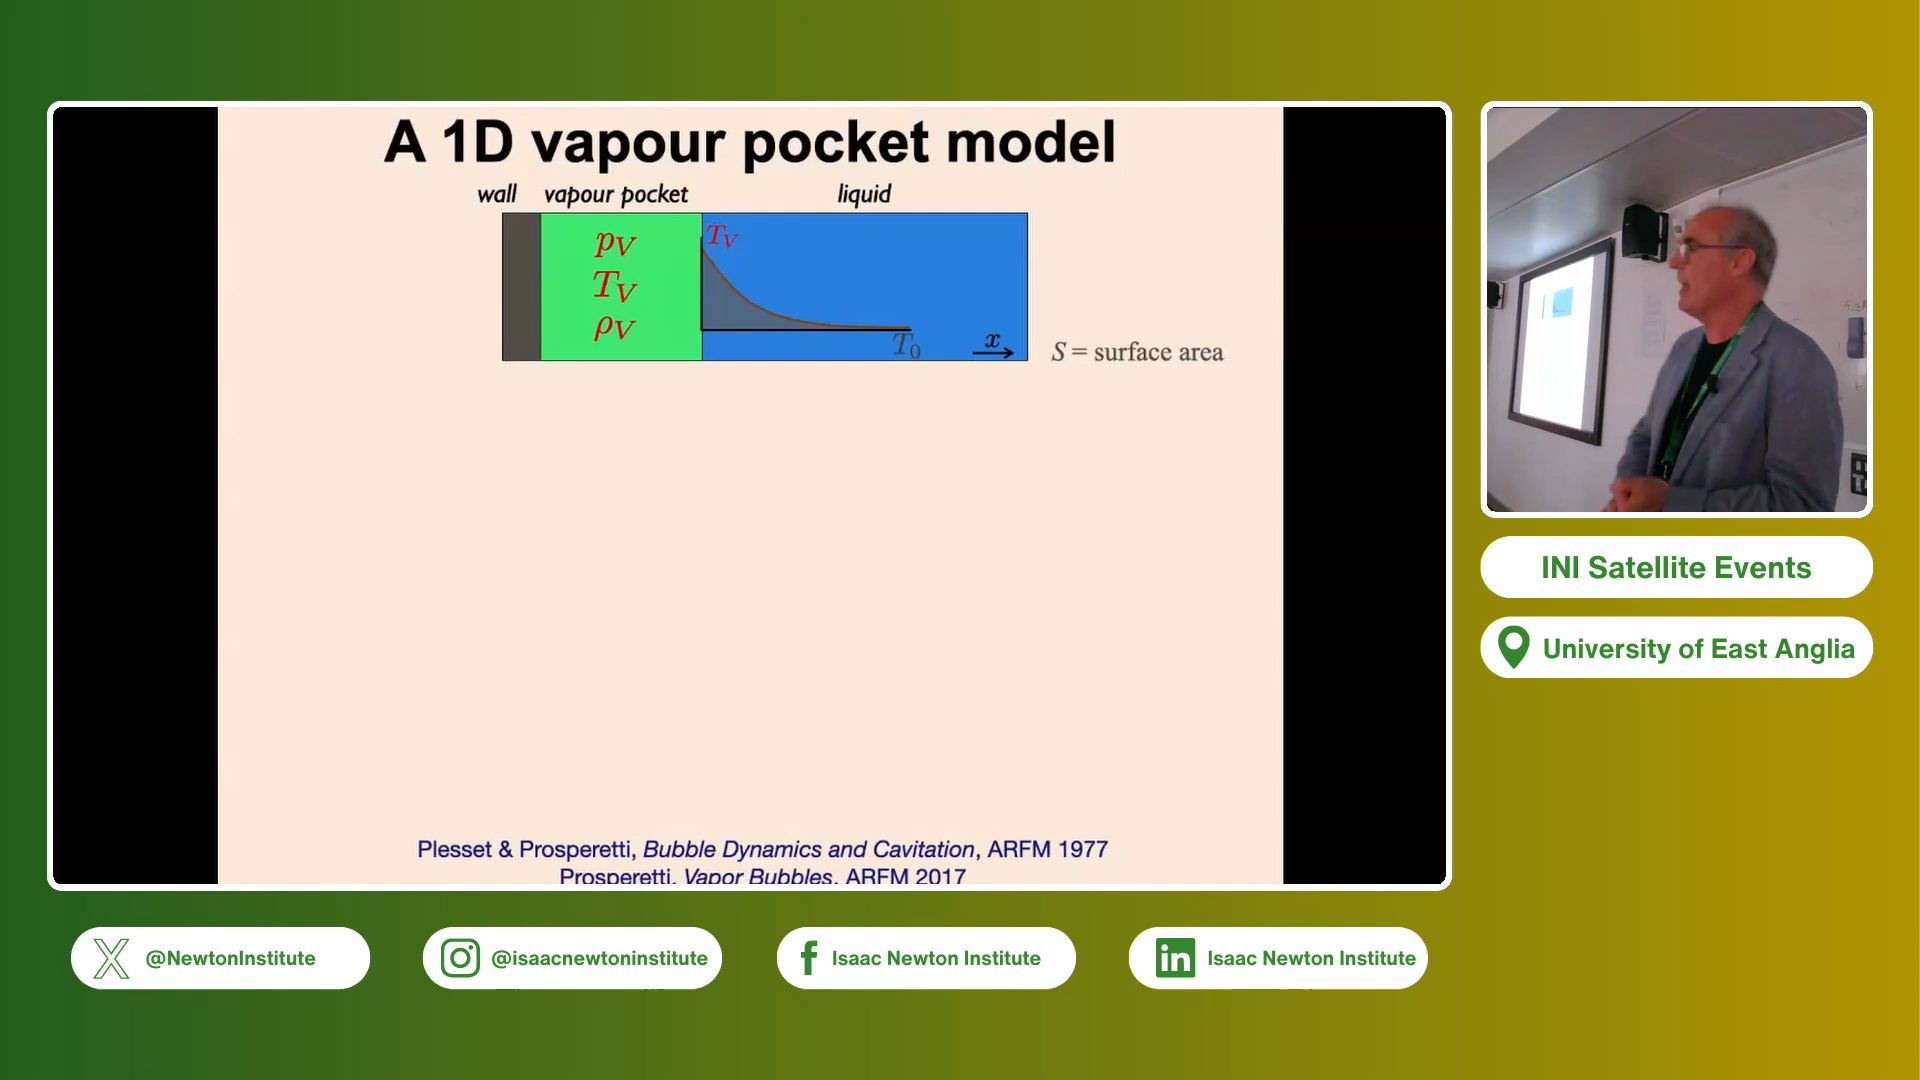 A 1D vapour pocket model
wall vapour pocket liquid
pV
TV
ρV
TV
T0
x
S = surface area
Plesset & Prosperetti, Bubble Dynamics and Cavitation, ARFM 1977
Prosperetti, Vapor Bubbles, ARFM 2017
INI Satellite Events
University of East Anglia
@NewtonInstitute
@isaacnewtoninstitute
Isaac Newton Institute
Isaac Newton Institute